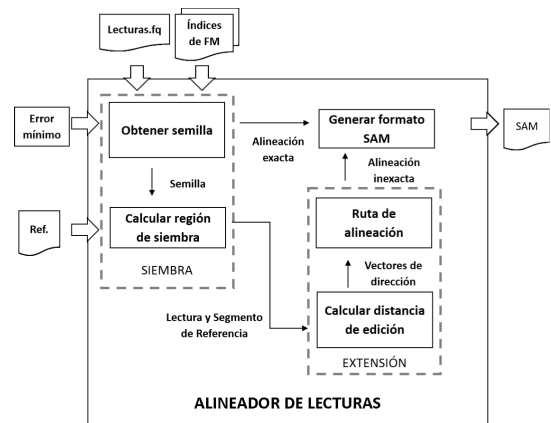 Lecturas.fq
Índices
de FM
Error
mínimo
Obtener semilla
Alineación
exacta
Generar formato
SAM
SAM
Semilla
Alineación
inexacta
Ref.
Calcular región
de siembra
SIEMBRA
Ruta de
alineación
Vectores de
dirección
Lectura y Segmento
de Referencia
Calcular distancia
de edición
EXTENSIÓN
ALINEADOR DE LECTURAS